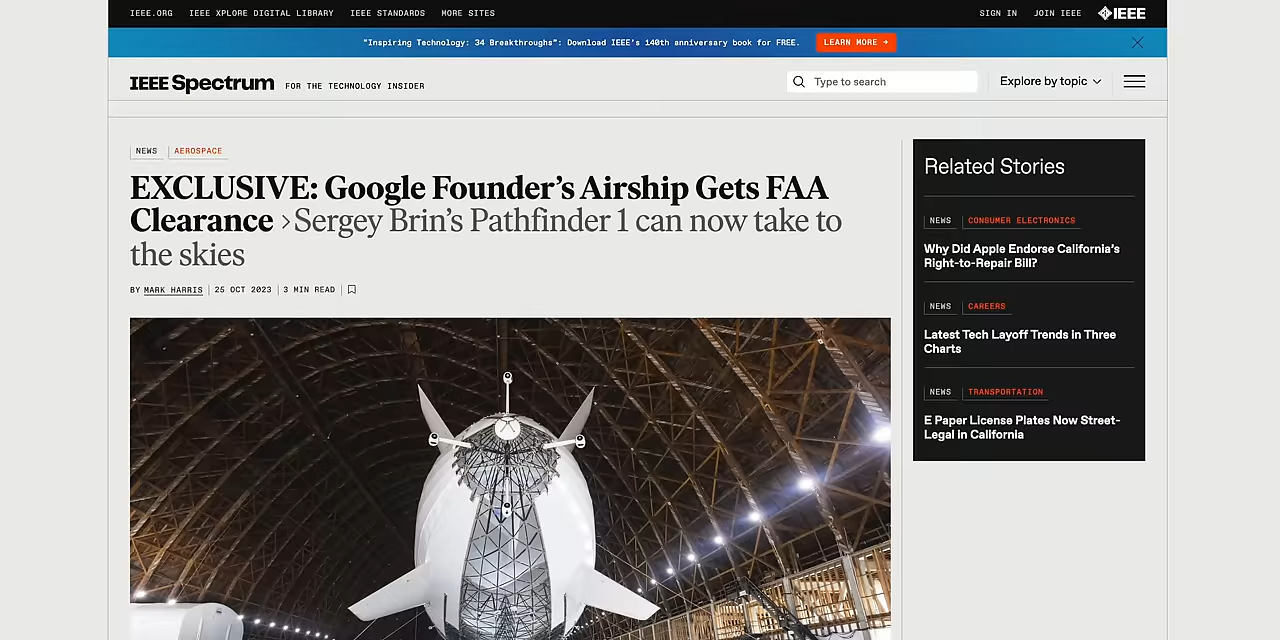 IEEE.ORG IEEE XPLORE DIGITAL LIBRARY IEEE STANDARDS MORE SITES SIGN IN JOIN IEEE IEEE
"Inspiring Technology: 34 Breakthroughs": Download IEEE's 140th anniversary book for FREE. LEARN MORE →
IEEE Spectrum FOR THE TECHNOLOGY INSIDER Type to search Explore by topic
NEWS AEROSPACE
EXCLUSIVE: Google Founder's Airship Gets FAA
Clearance › Sergey Brin's Pathfinder 1 can now take to
the skies
BY MARK HARRIS | 25 OCT 2023 | 3 MIN READ |
Related Stories
NEWS CONSUMER ELECTRONICS
Why Did Apple Endorse California's
Right-to-Repair Bill?
NEWS CAREERS
Latest Tech Layoff Trends in Three
Charts
NEWS TRANSPORTATION
E Paper License Plates Now Street-
Legal in California